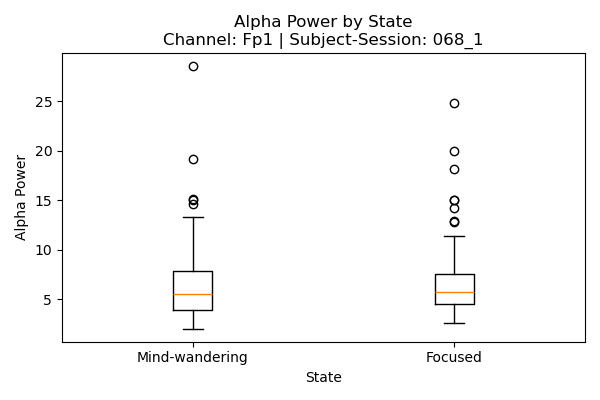 Alpha Power by State
Channel: Fp1 | Subject-Session: 068_1
Alpha Power
25
20
15
10
5
Mind-wandering
Focused
State